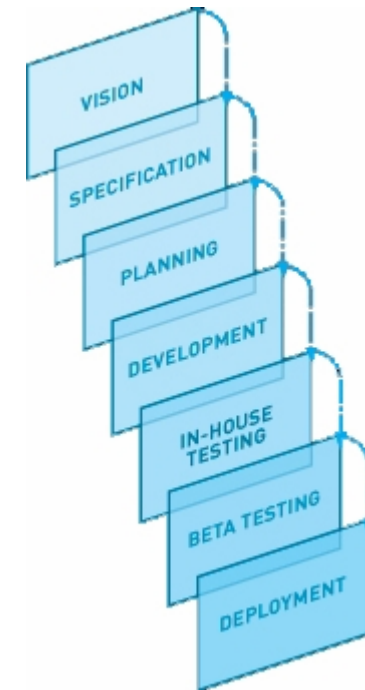 VISION
SPECIFICATION
PLANNING
DEVELOPMENT
IN-HOUSE
TESTING
BETA TESTING
DEPLOYMENT